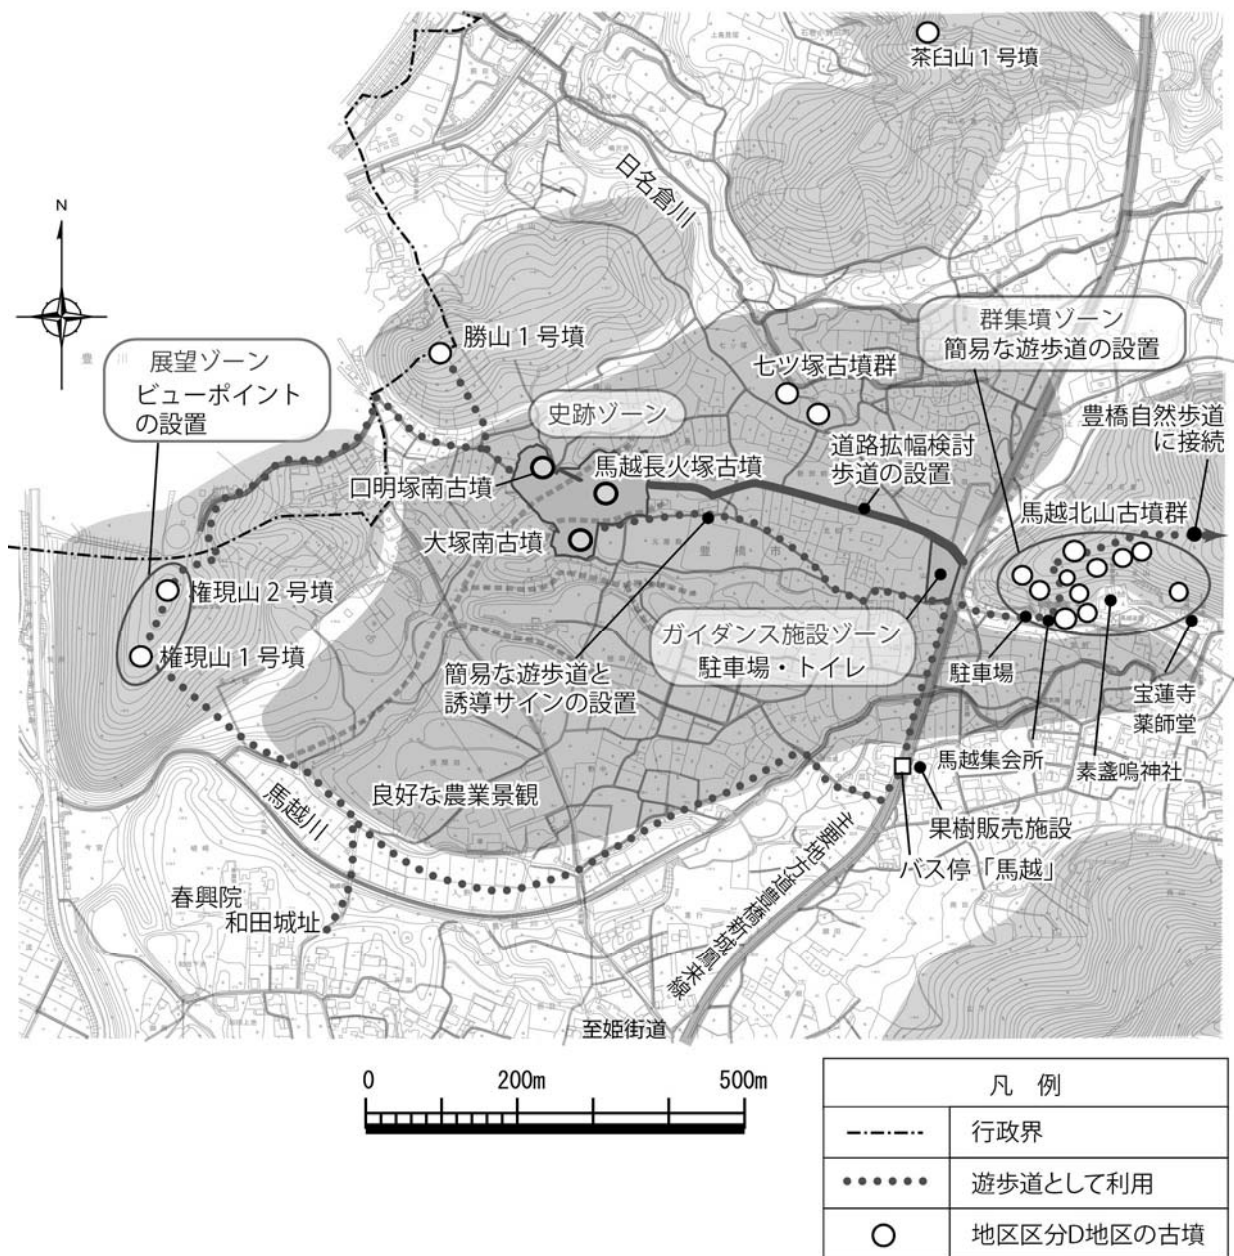 茶臼山１号墳
日名倉川
N
勝山１号墳
展望ゾーン
ビューポイント
の設置
群集墳ゾーン
簡易な遊歩道の設置
七ツ塚古墳群
史跡ゾーン
豊橋自然歩道
に接続
道路拡幅検討
歩道の設置
馬越長火塚古墳
口明塚南古墳
馬越北山古墳群
大塚南古墳
豊橋市
権現山２号墳
ガイダンス施設ゾーン
駐車場・トイレ
権現山１号墳
簡易な遊歩道と
誘導サインの設置
駐車場
宝蓮寺
薬師堂
馬越集会所
素盞嗚神社
良好な農業景観
馬越川
果樹販売施設
バス停「馬越」
主要地方道豊橋新城鳳来線
春興院
和田城址
至姫街道
0 200m 500m
凡 例
行政界
遊歩道として利用
地区区分D地区の古墳